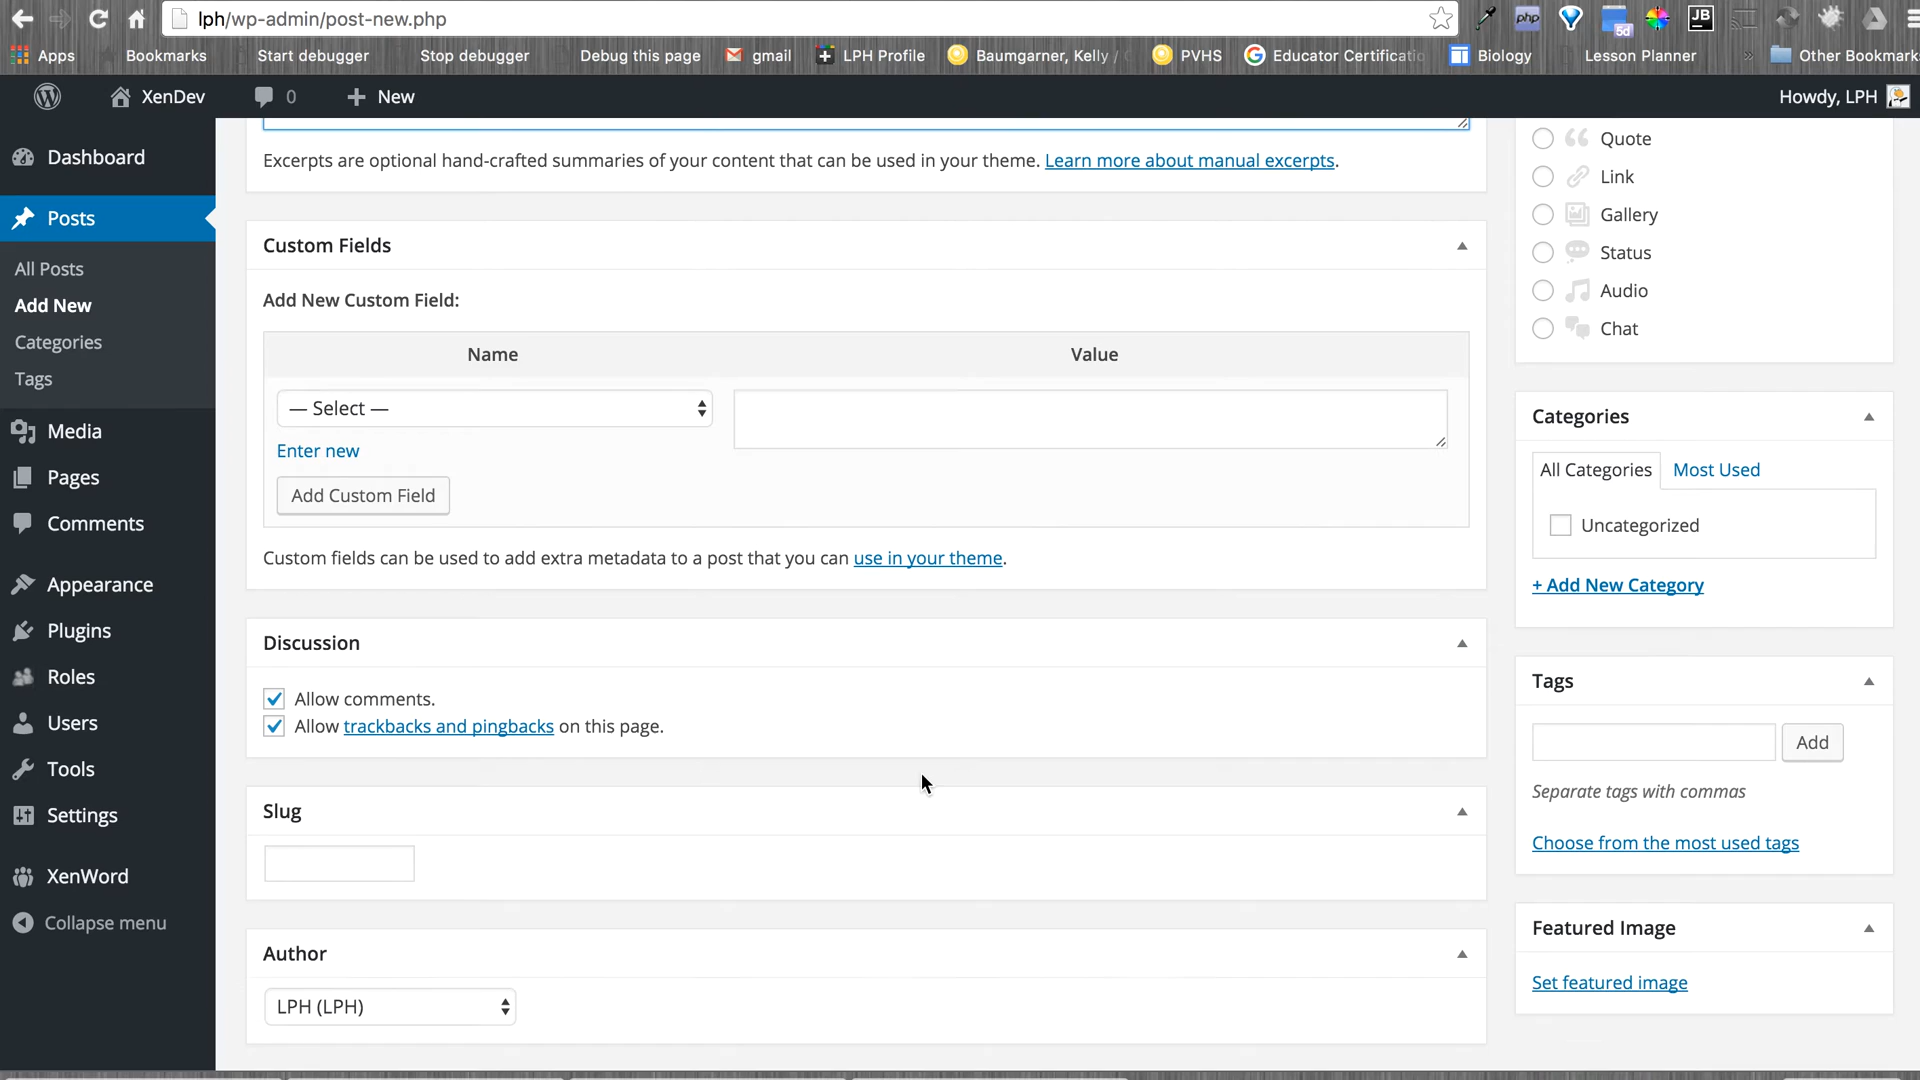 lph/wp-admin/post-new.php
php
5d
JB
Apps
Bookmarks
Start debugger
Stop debugger
Debug this page
gmail
LPH Profile
Baumgarner, Kelly /
PVHS
Educator Certificatic
Biology
Lesson Planner
»
Other Bookmarks
XenDev
0
New
Howdy, LPH
Dashboard
Posts
All Posts
Add New
Categories
Tags
Media
Pages
Comments
Appearance
Plugins
Roles
Users
Tools
Settings
XenWord
Collapse menu
Excerpts are optional hand-crafted summaries of your content that can be used in your theme. Learn more about manual excerpts.
Custom Fields
Add New Custom Field:
Name
Value
— Select —
Enter new
Add Custom Field
Custom fields can be used to add extra metadata to a post that you can use in your theme.
Discussion
Allow comments.
Allow trackbacks and pingbacks on this page.
Slug
Author
LPH (LPH)
Quote
Link
Gallery
Status
Audio
Chat
Categories
All Categories
Most Used
Uncategorized
+ Add New Category
Tags
Add
Separate tags with commas
Choose from the most used tags
Featured Image
Set featured image